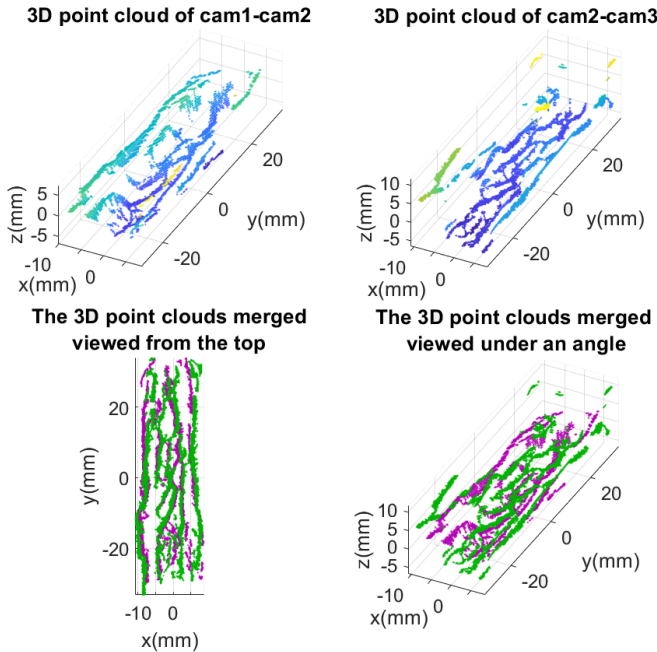 3D point cloud of cam1-cam2
5
0
-5
z(mm)
-10
0
x(mm)
-20
0
20
y(mm)
3D point cloud of cam2-cam3
10
5
0
-5
z(mm)
-10
0
x(mm)
-20
0
20
y(mm)
The 3D point clouds merged
viewed from the top
20
0
-20
y(mm)
-10
0
x(mm)
The 3D point clouds merged
viewed under an angle
10
5
0
-5
z(mm)
-10
0
x(mm)
-20
0
20
y(mm)